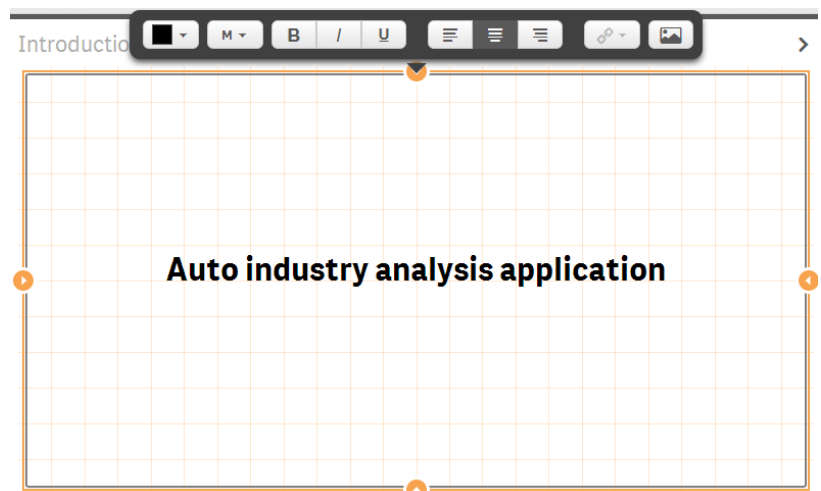 Introductio
M
B I U
Auto industry analysis application